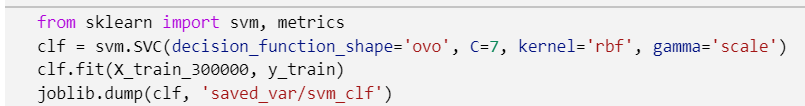 from sklearn import svm, metrics
clf = svm.SVC(decision_function_shape='ovo', C=7, kernel='rbf', gamma='scale')
clf.fit(X_train_300000, y_train)
joblib.dump(clf, 'saved_var/svm_clf')